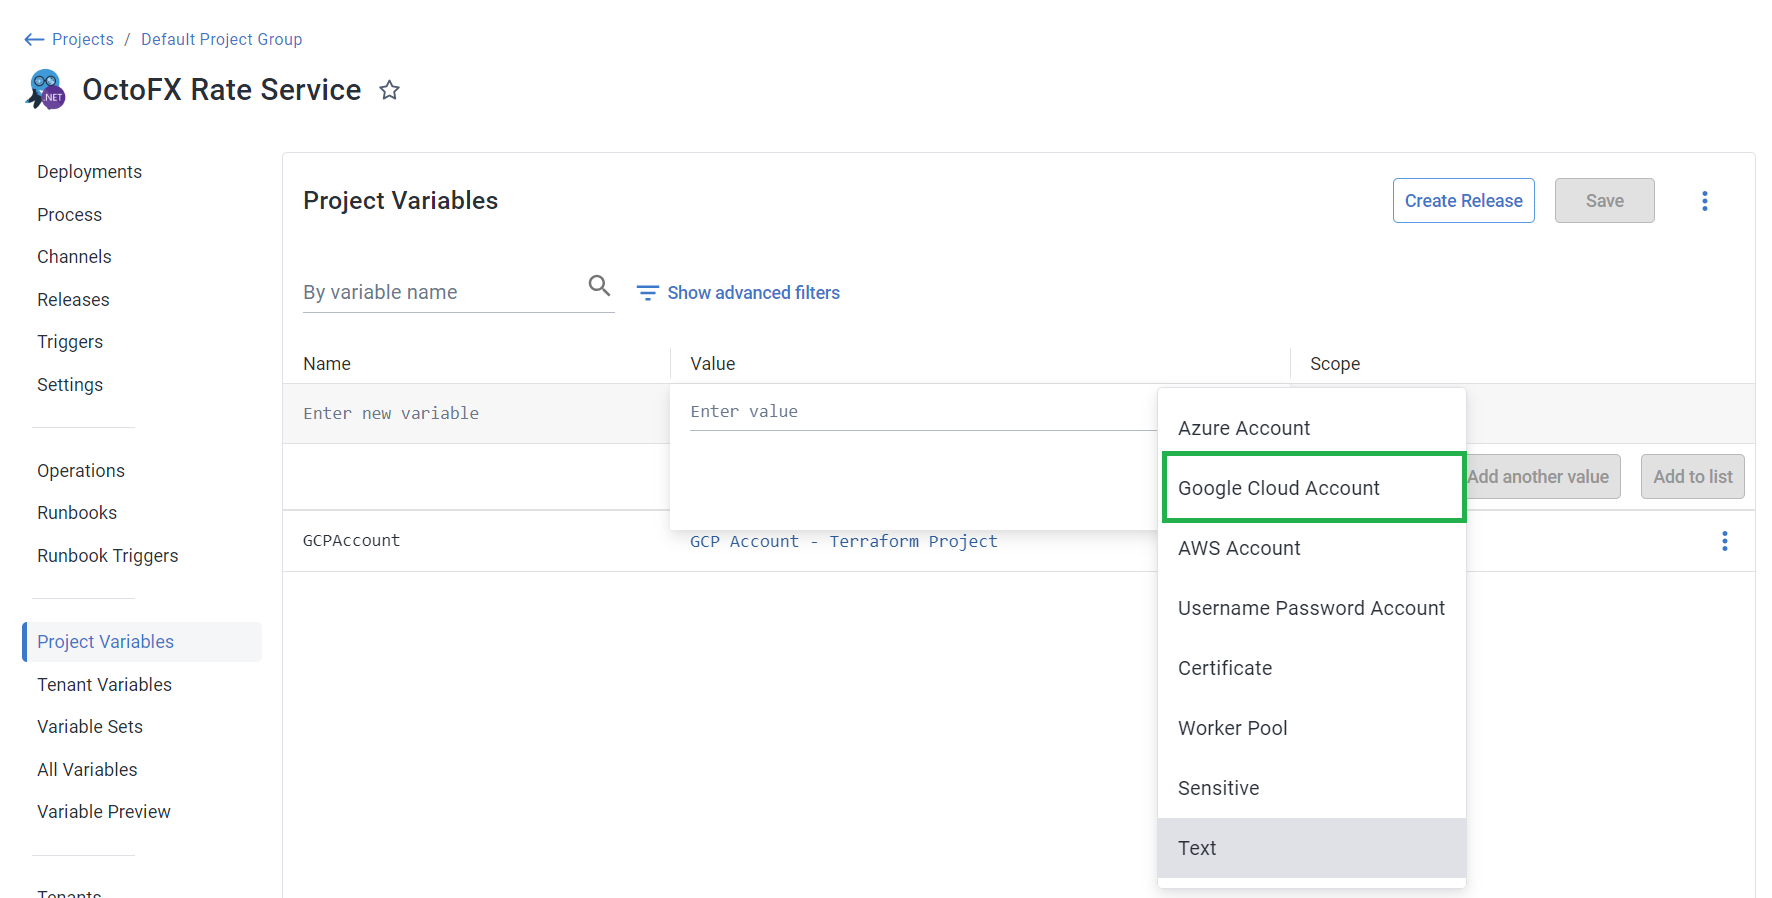 Projects / Default Project Group
.NET
OctoFX Rate Service
Deployments
Process
Channels
Releases
Triggers
Settings
Operations
Runbooks
Runbook Triggers
Project Variables
Tenant Variables
Variable Sets
All Variables
Variable Preview
Tenants
Project Variables
Create Release
Save
By variable name
Show advanced filters
Name
Value
Scope
Enter new variable
Enter value
Add another value
Add to list
GCPAccount
GCP Account - Terraform Project
Azure Account
Google Cloud Account
AWS Account
Username Password Account
Certificate
Worker Pool
Sensitive
Text